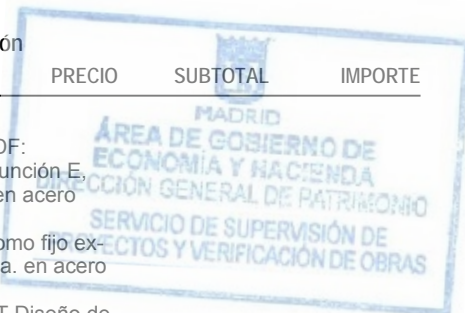 ón
PRECIO SUBTOTAL IMPORTE
MADRID
ÁREA DE GOBIERNO DE
ECONOMÍA Y HACIENDA
DIRECCIÓN GENERAL DE PATRIMONIO
SERVICIO DE SUPERVISIÓN DE
PROYECTOS Y VERIFICACIÓN DE OBRAS
DF:
unción E,
en acero
omo fijo ex-
a. en acero
T Diseño de